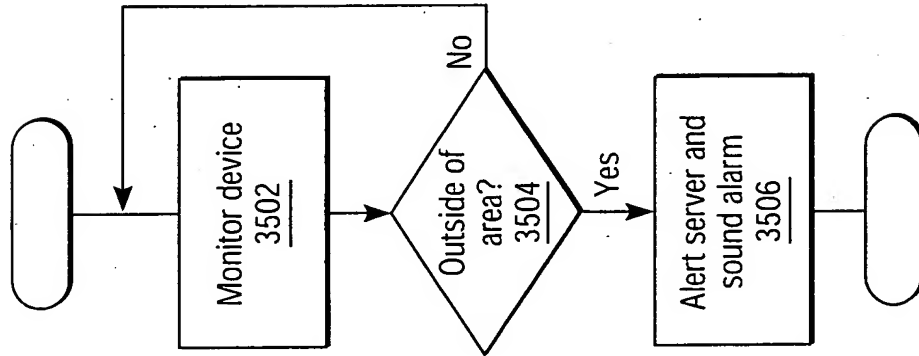 Monitor device
3502
Outside of
area?
3504
No
Yes
Alert server and
sound alarm
3506